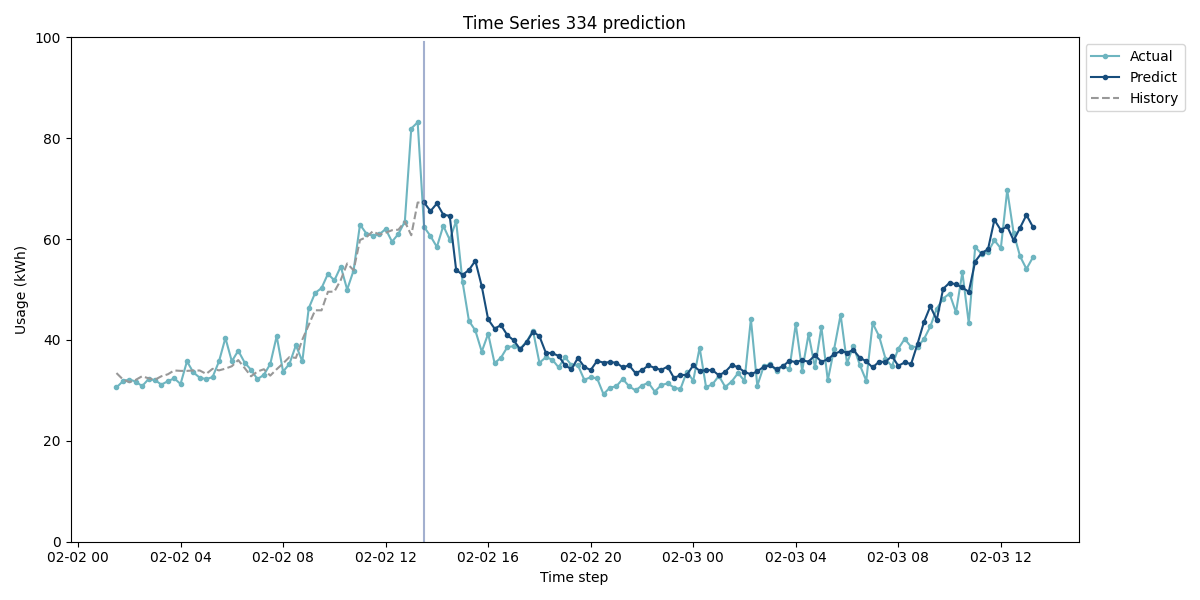 Time Series 334 prediction
Actual
Predict
History
Usage (kWh)
100
80
60
40
20
0
02-02 00
02-02 04
02-02 08
02-02 12
02-02 16
02-02 20
02-03 00
02-03 04
02-03 08
02-03 12
Time step